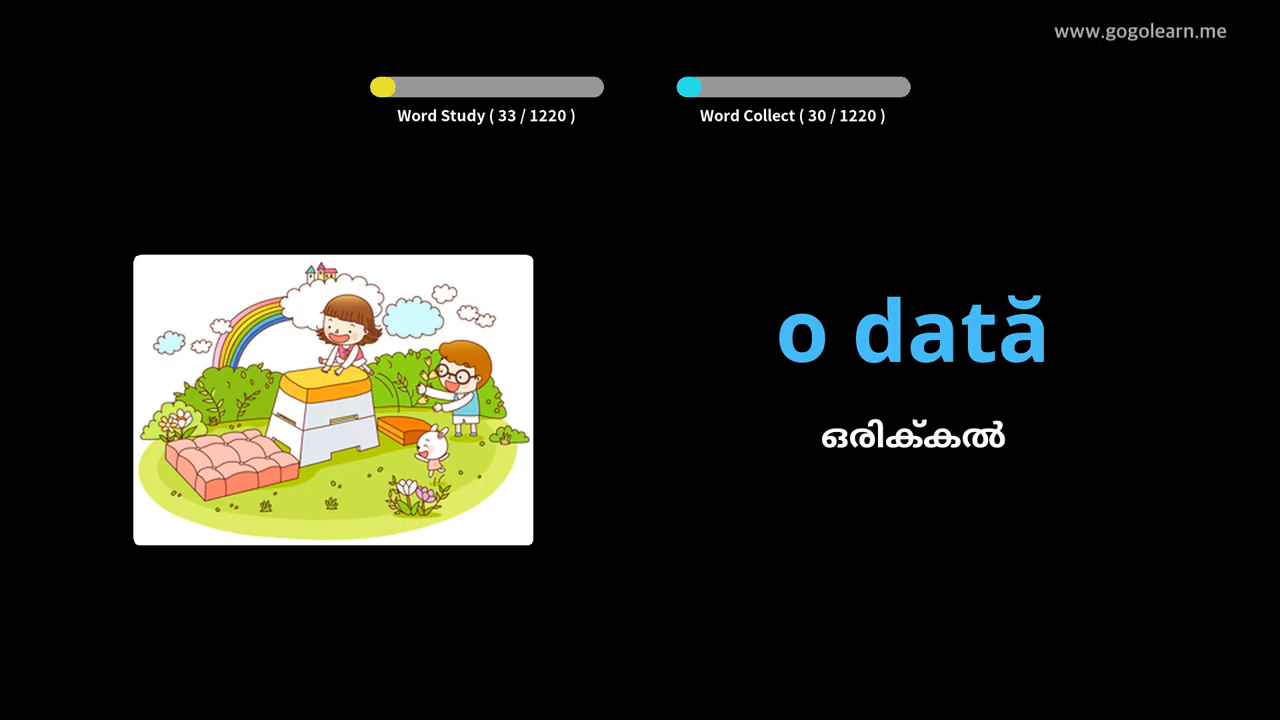 www.gogolearn.me
Word Study ( 33 / 1220 )
Word Collect ( 30 / 1220 )
o dată
ഒരിക്കൽ